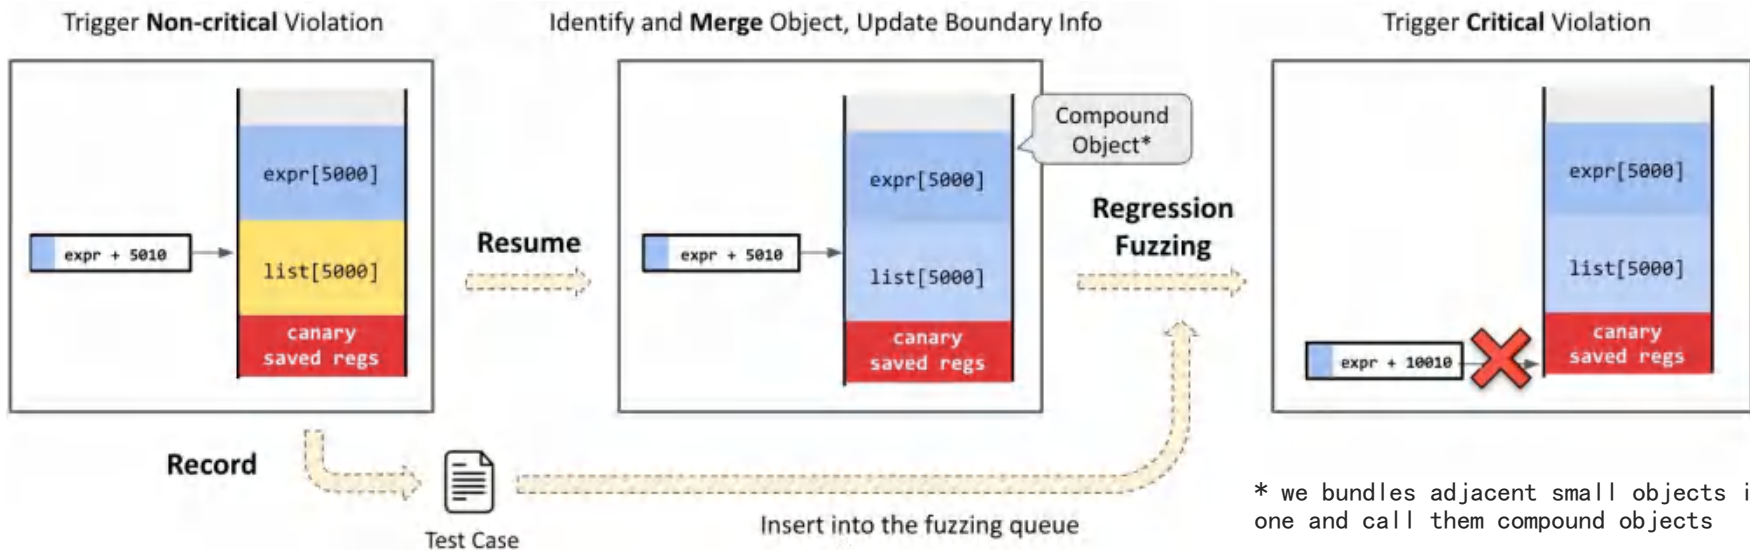 Trigger Non-critical Violation
Identify and Merge Object, Update Boundary Info
Trigger Critical Violation
expr[5000]
expr + 5010
list[5000]
canary
saved regs
Resume
Compound
Object*
expr[5000]
expr + 5010
list[5000]
canary
saved regs
Regression
Fuzzing
expr[5000]
list[5000]
canary
saved regs
expr + 10010
Record
Test Case
Insert into the fuzzing queue
* we bundles adjacent small objects i
one and call them compound objects